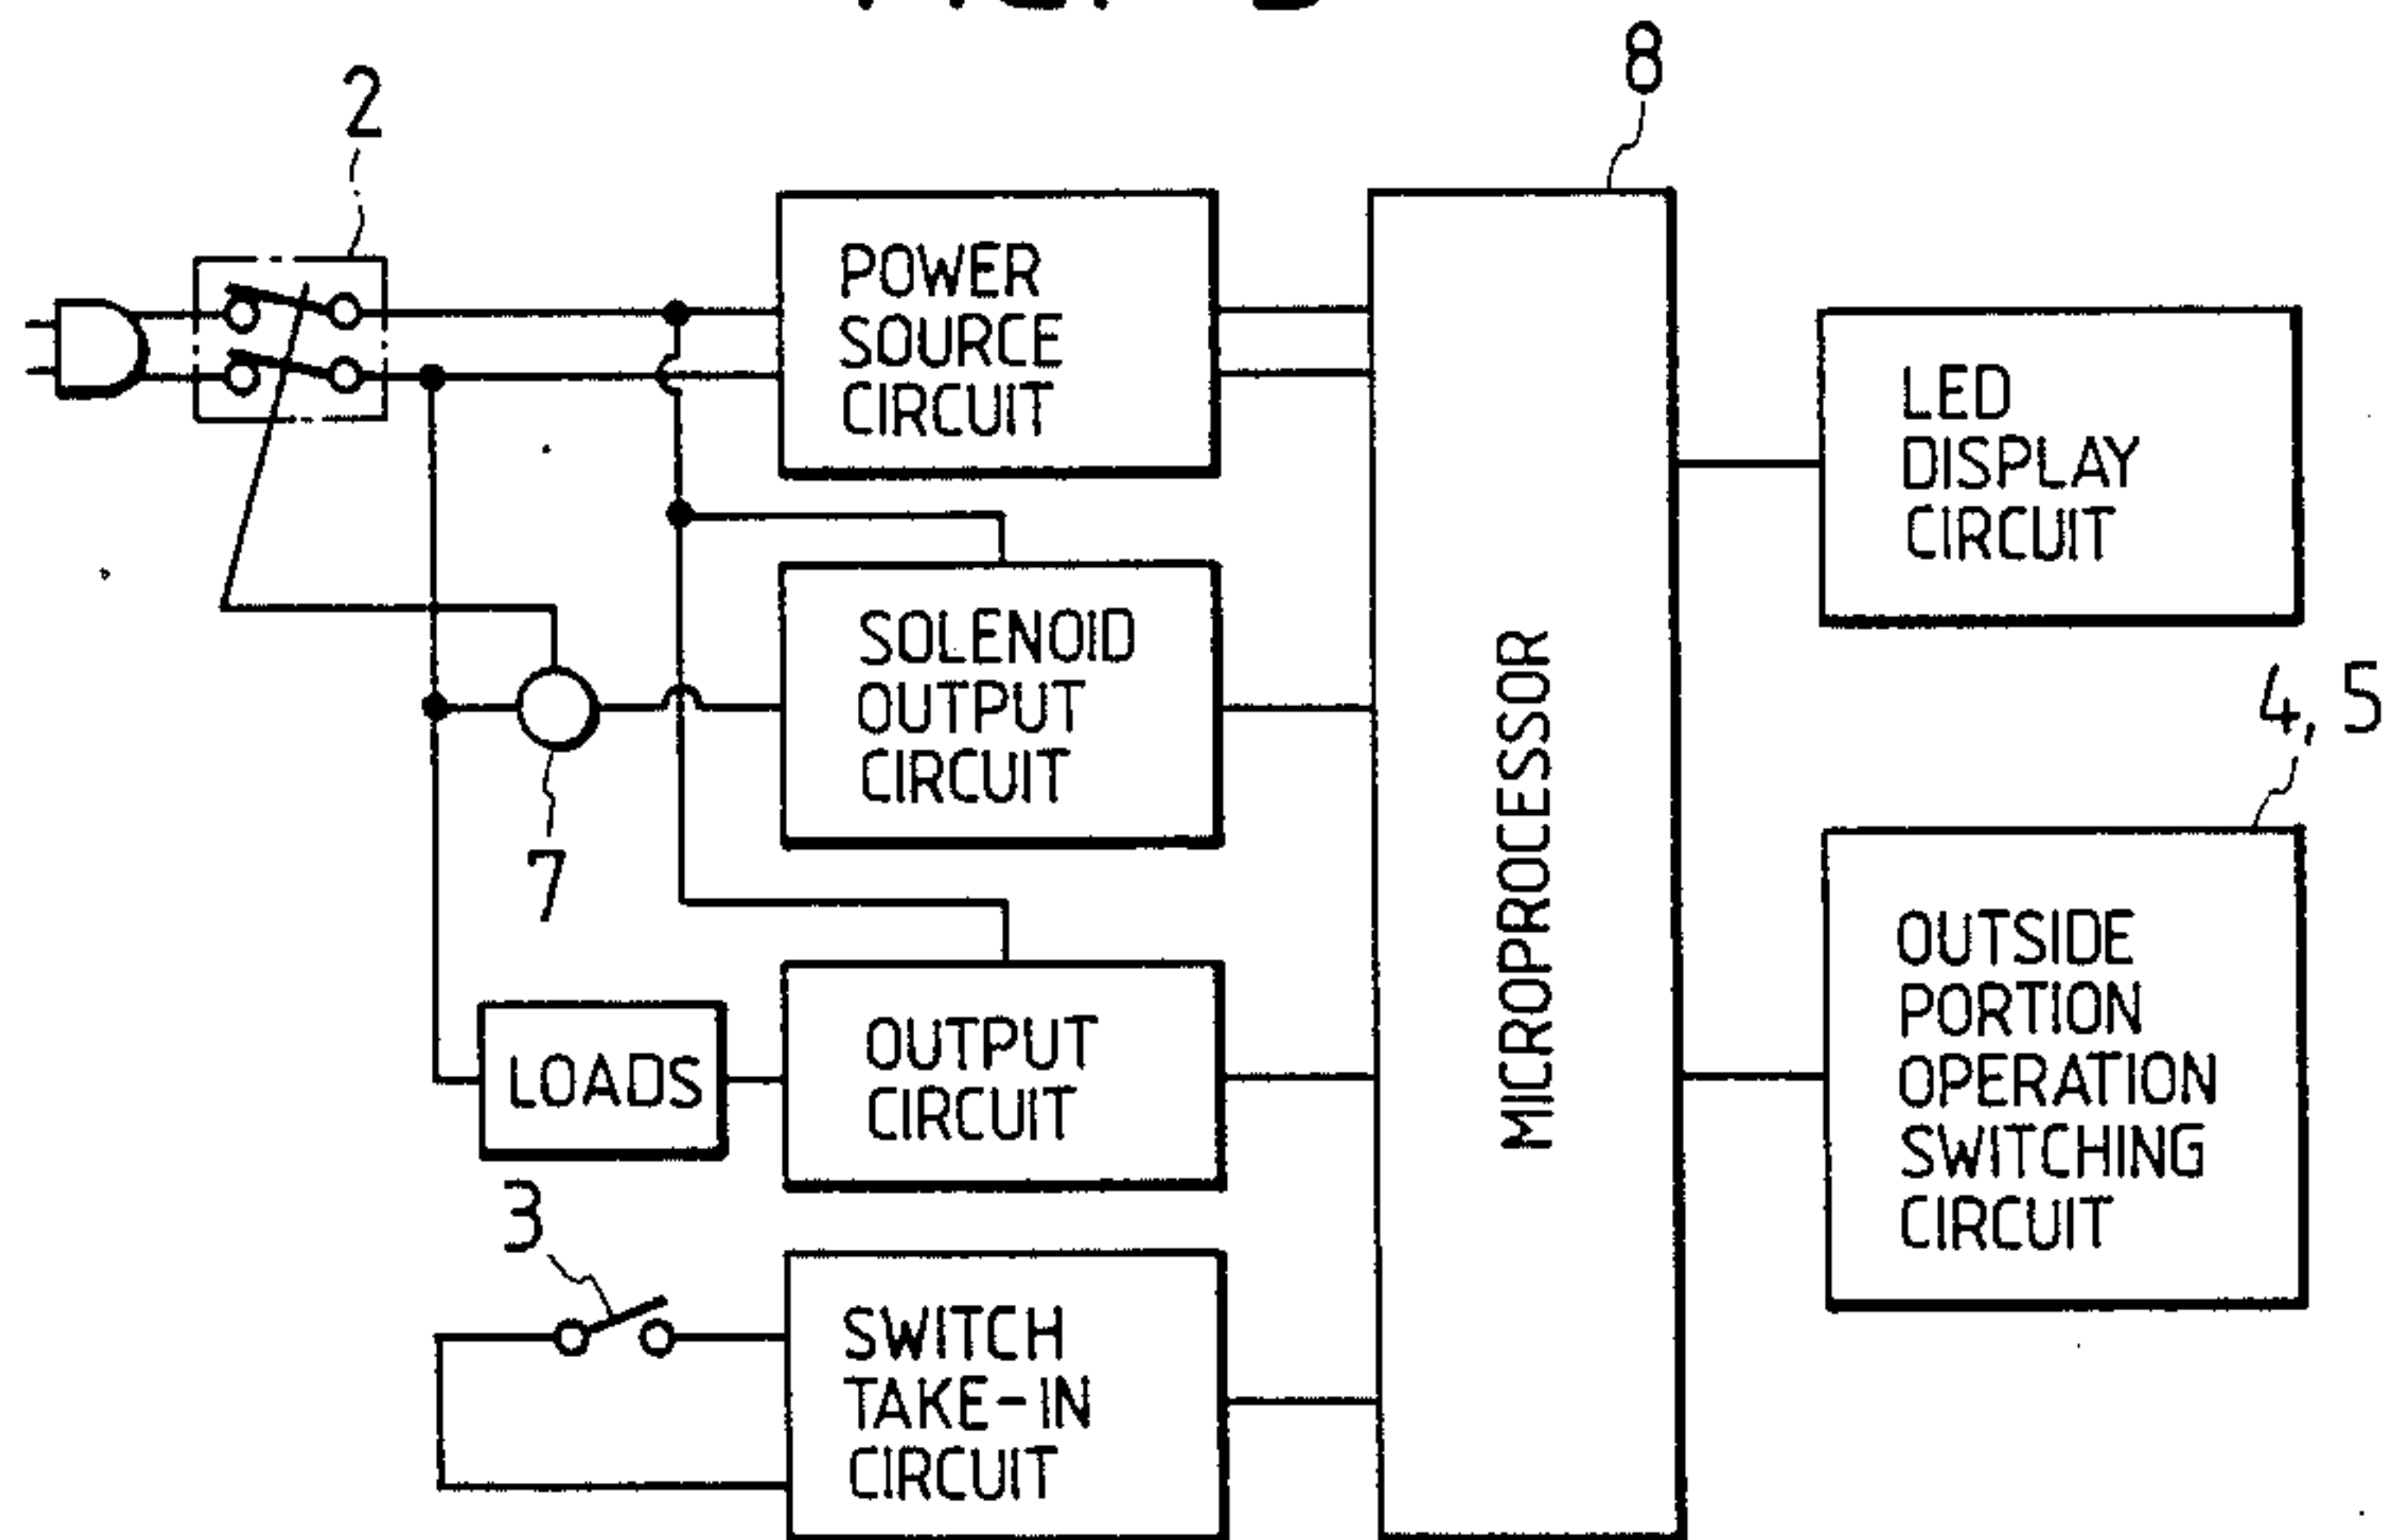 2
8
POWER
SOURCE
CIRCUIT
LED
DISPLAY
CIRCUIT
SOLENOID
OUTPUT
CIRCUIT
MICROPROCESSOR
4, 5
7
OUTSIDE
PORTION
OPERATION
SWITCHING
CIRCUIT
LOADS
OUTPUT
CIRCUIT
3
SWITCH
TAKE-IN
CIRCUIT